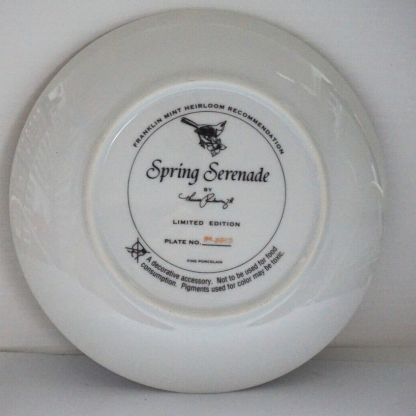 FRANKLIN MINT HEIRLOOM RECOMMENDATION
Spring Serenade
BY
LIMITED EDITION
PLATE NO.
FINE PORCELAIN
A decorative accessory. Not to be used for food
consumption. Pigments used for color may be toxic.